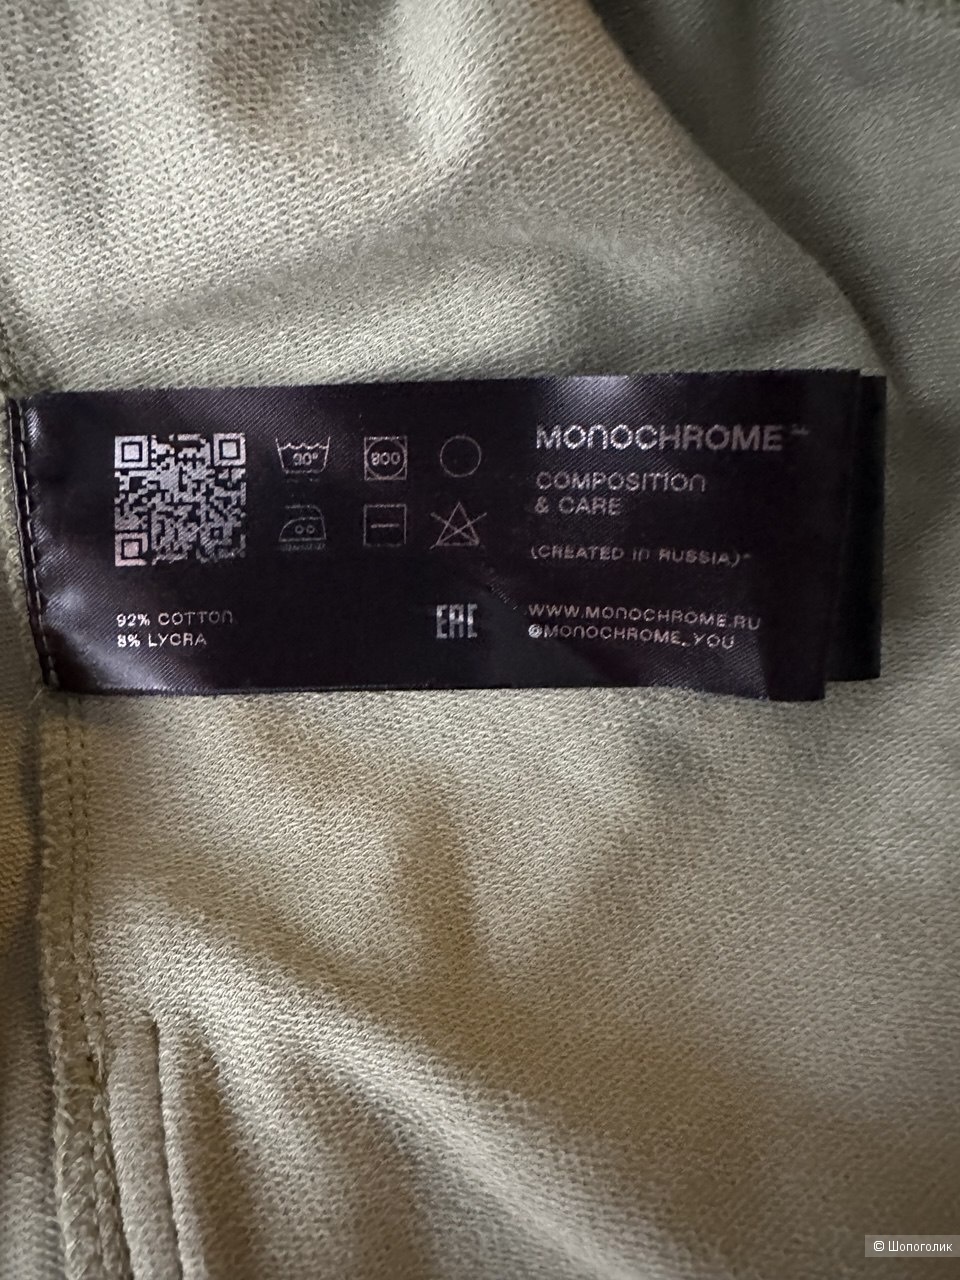 30°
800
MONOCHROME™
COMPOSITION
& CARE
(CREATED IN RUSSIA)
92% COTTON
8% LYCRA
EAC
WWW.MONOCHROME.RU
@MONOCHROME_YOU
© Шопоголик